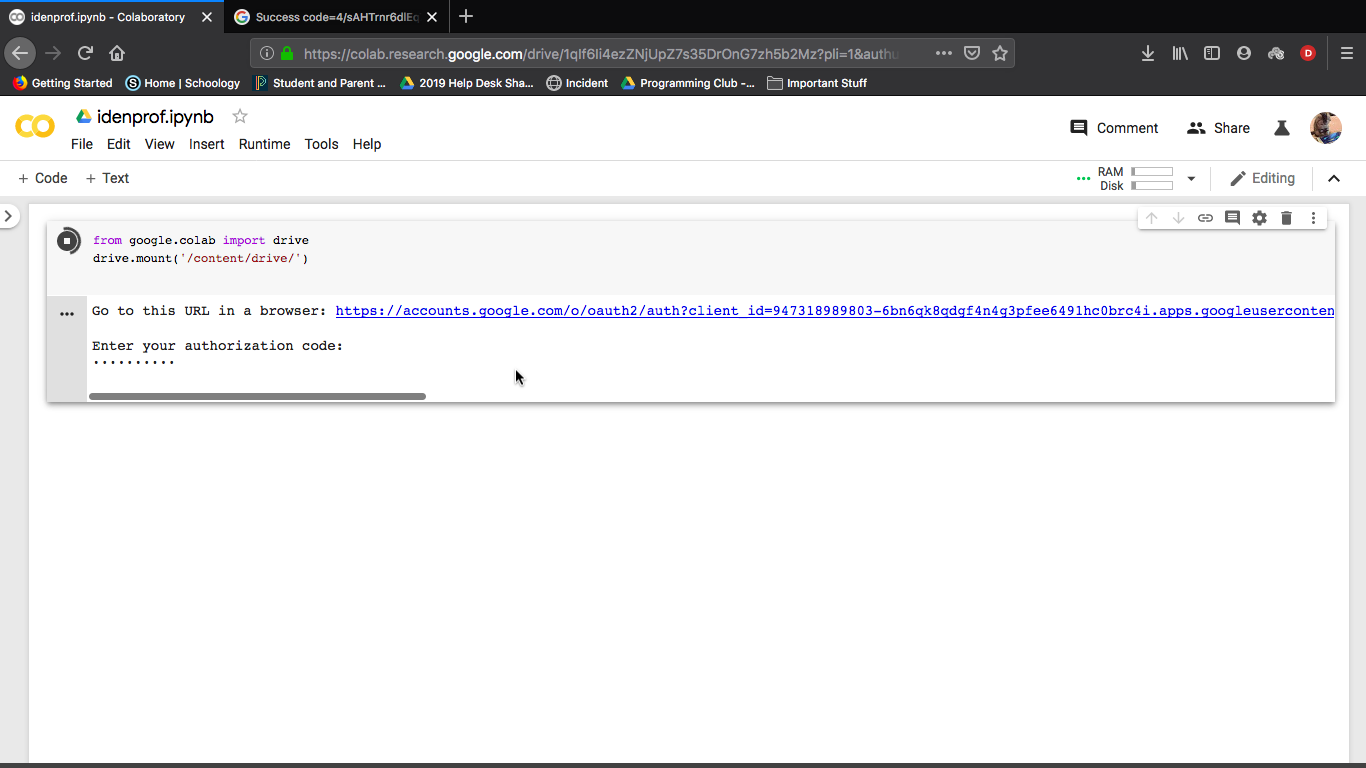 idenprof.ipynb - Colaboratory
Success code=4/sAHTrnr6dlEq
https://colab.research.google.com/drive/1qIf6Ii4ezZNjUpZ7s35DrOnG7zh5b2Mz?pli=1&authu
D
Getting Started Home | Schoology Student and Parent ... 2019 Help Desk Sha... Incident Programming Club -... Important Stuff
CO idenprof.ipynb
Comment Share
File Edit View Insert Runtime Tools Help
+ Code + Text
RAM
Disk
Editing
from google.colab import drive
drive.mount('/content/drive/')
Go to this URL in a browser: https://accounts.google.com/o/oauth2/auth?client_id=947318989803-6bn6qk8qdgf4n4g3pfee6491hc0brc4i.apps.googleuserconten
Enter your authorization code:
··········